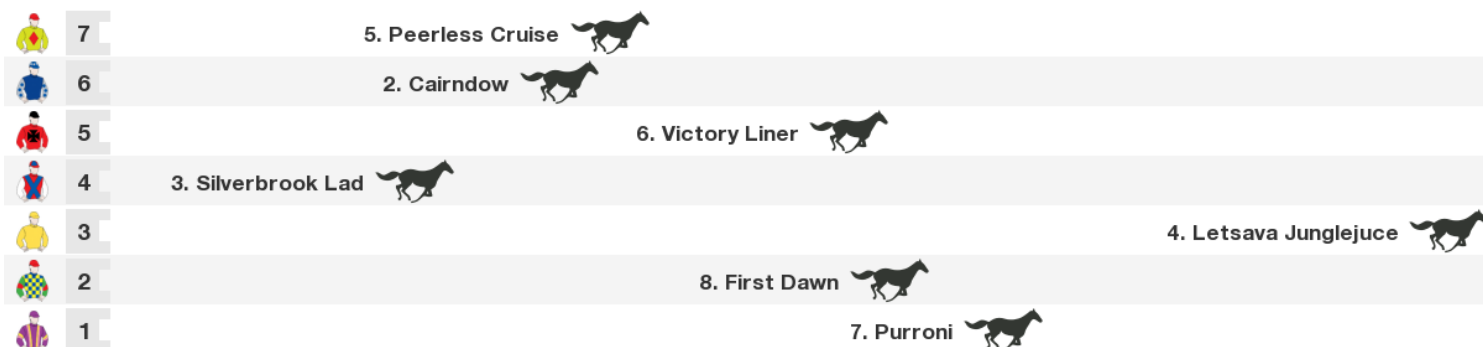 7 5. Peerless Cruise
6 2. Cairndow
5 6. Victory Liner
4 3. Silverbrook Lad
3 4. Letsava Junglejuce
2 8. First Dawn
1 7. Purroni